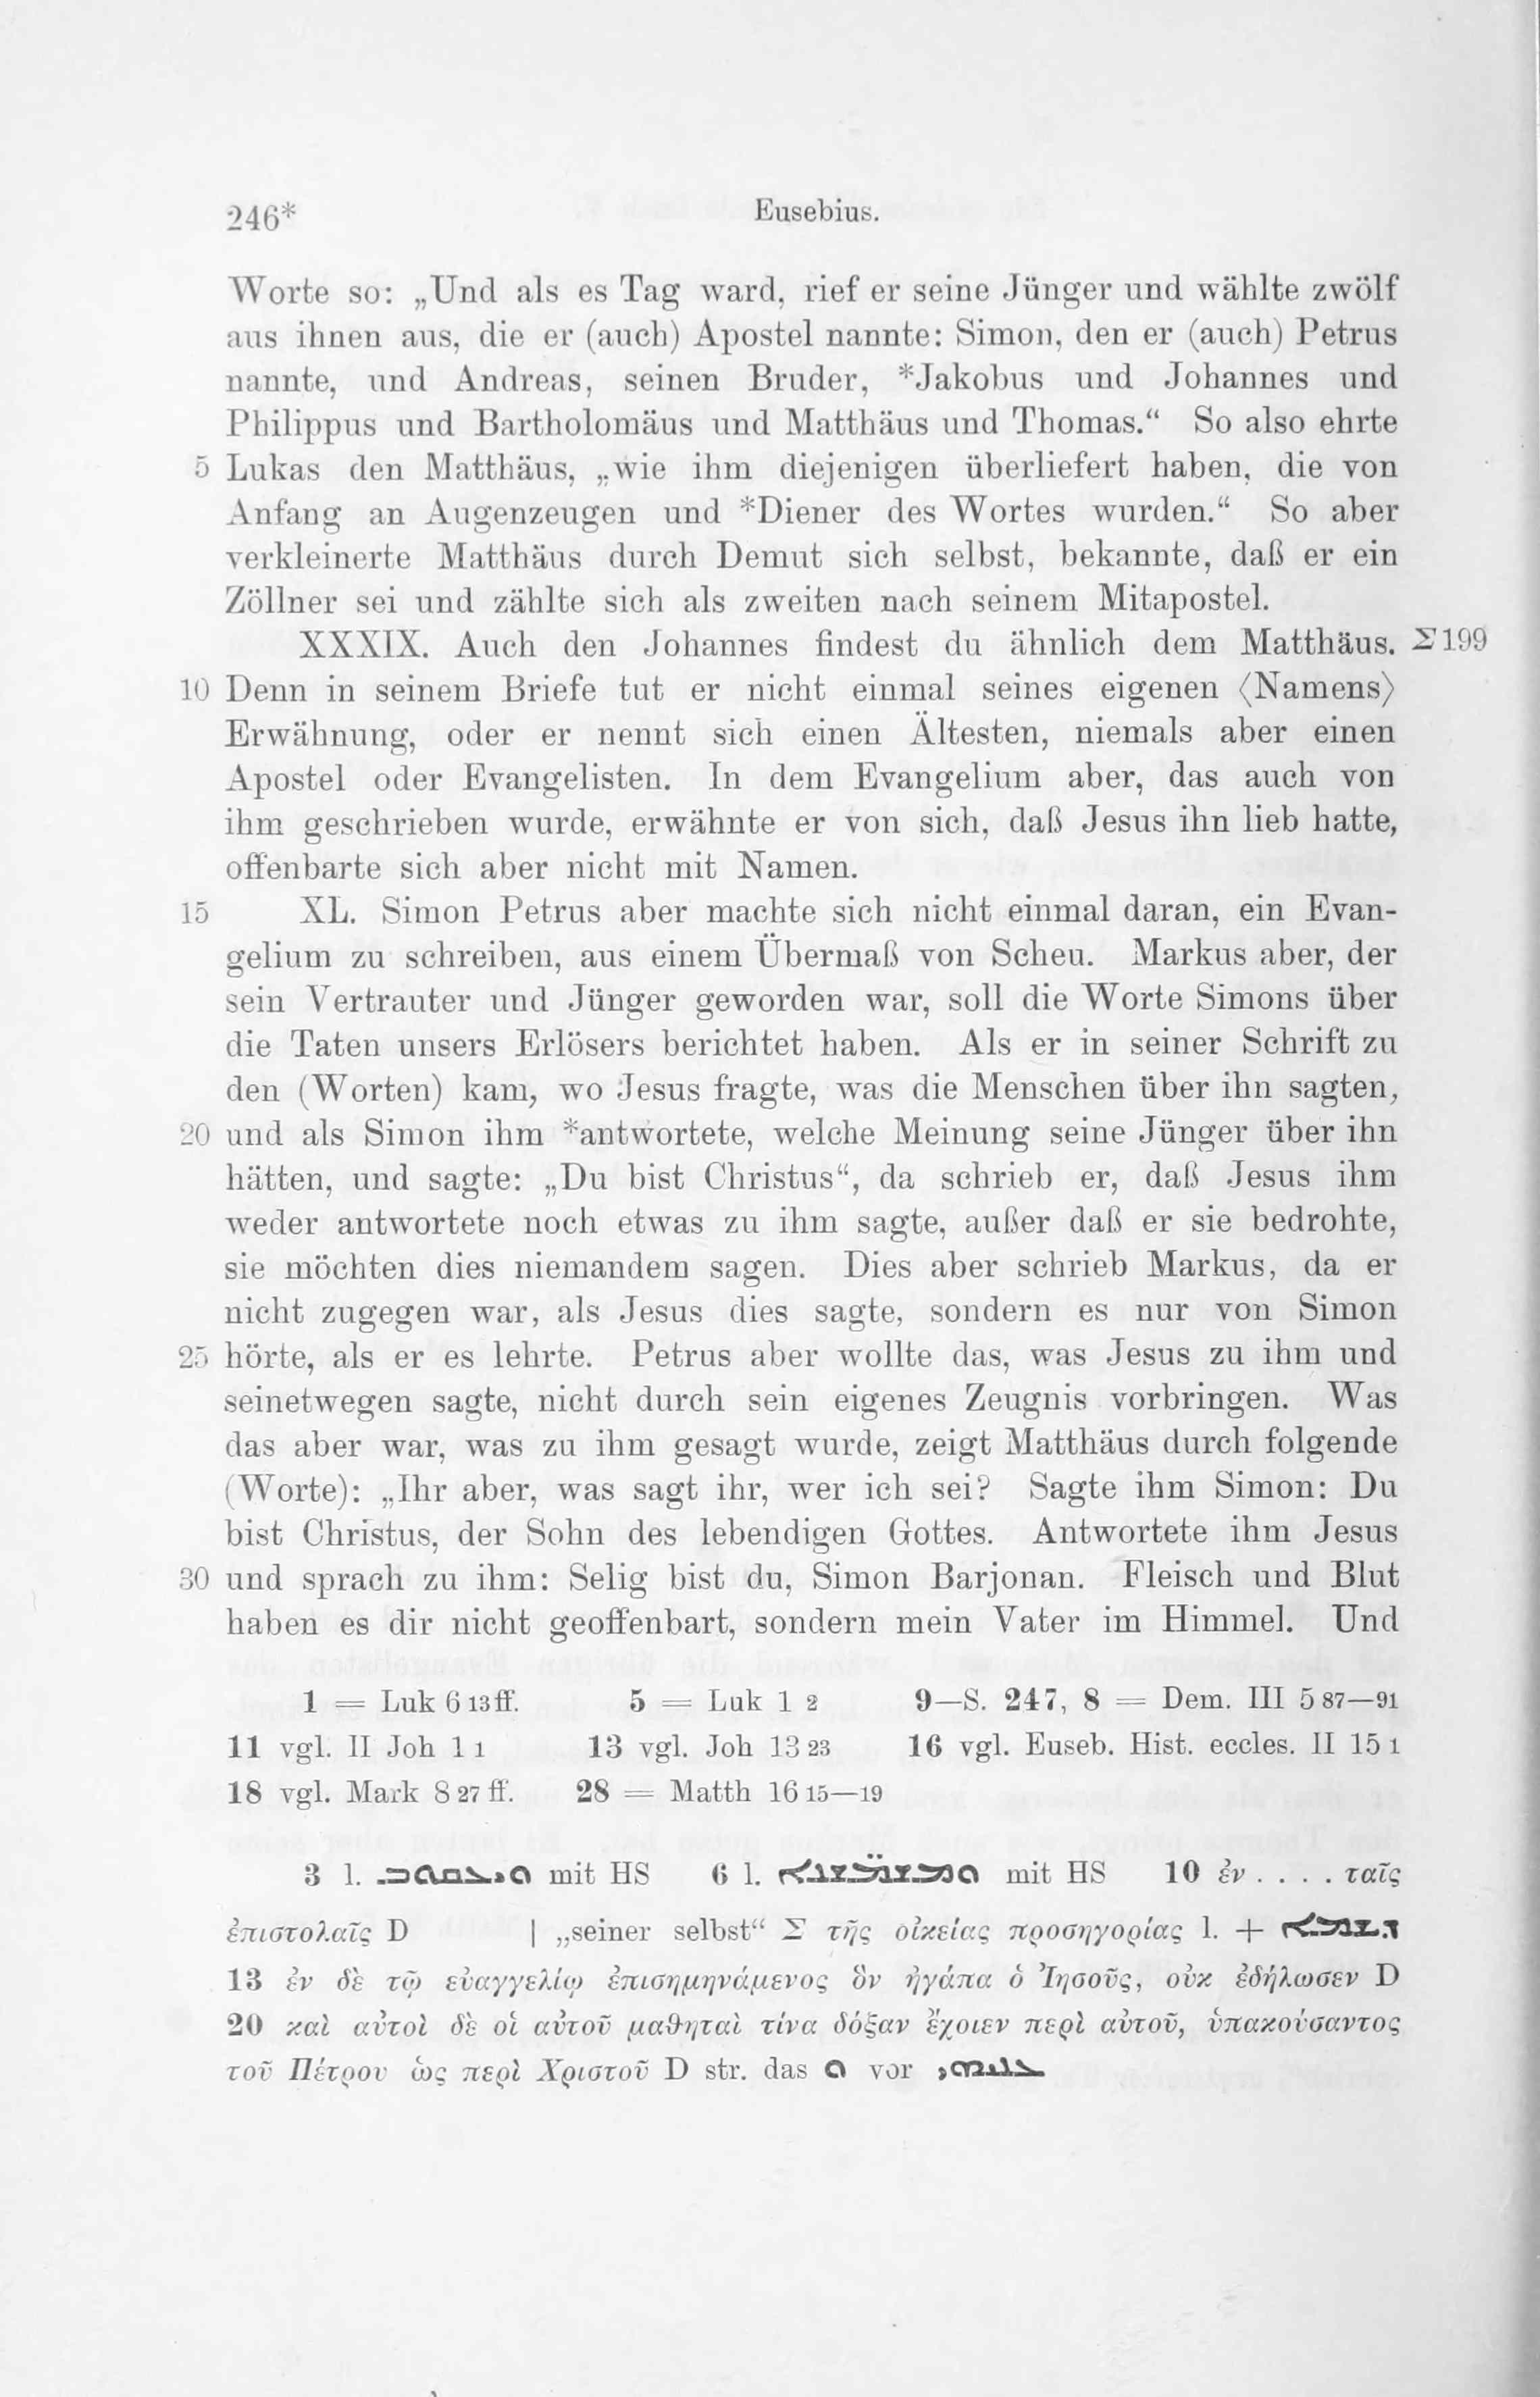 246*
Eusebius.
Worte so: „Und als es Tag ward, rief er seine Jünger und wählte zwölf
aus ihnen aus, die er (auch) Apostel nannte: Simon, den er (auch) Petrus
nannte, und Andreas, seinen Bruder, *Jakobus und Johannes und
Philippus und Bartholomäus und Matthäus und Thomas.“ So also ehrte
5 Lukas den Matthäus, „wie ihm diejenigen überliefert haben, die von
Anfang an Augenzeugen und *Diener des Wortes wurden.“ So aber
verkleinerte Matthäus durch Demut sich selbst, bekannte, daß er ein
Zöllner sei und zählte sich als zweiten nach seinem Mitapostel.
XXXIX. Auch den Johannes findest du ähnlich dem Matthäus. Σ 199
10 Denn in seinem Briefe tut er nicht einmal seines eigenen ⟨Namens⟩
Erwähnung, oder er nennt sich einen Ältesten, niemals aber einen
Apostel oder Evangelisten. In dem Evangelium aber, das auch von
ihm geschrieben wurde, erwähnte er von sich, daß Jesus ihn lieb hatte,
offenbarte sich aber nicht mit Namen.
15 XL. Simon Petrus aber machte sich nicht einmal daran, ein Evan-
gelium zu schreiben, aus einem Übermaß von Scheu. Markus aber, der
sein Vertrauter und Jünger geworden war, soll die Worte Simons über
die Taten unsers Erlösers berichtet haben. Als er in seiner Schrift zu
den (Worten) kam, wo Jesus fragte, was die Menschen über ihn sagten,
20 und als Simon ihm *antwortete, welche Meinung seine Jünger über ihn
hätten, und sagte: „Du bist Christus“, da schrieb er, daß Jesus ihm
weder antwortete noch etwas zu ihm sagte, außer daß er sie bedrohte,
sie möchten dies niemandem sagen. Dies aber schrieb Markus, da er
nicht zugegen war, als Jesus dies sagte, sondern es nur von Simon
25 hörte, als er es lehrte. Petrus aber wollte das, was Jesus zu ihm und
seinetwegen sagte, nicht durch sein eigenes Zeugnis vorbringen. Was
das aber war, was zu ihm gesagt wurde, zeigt Matthäus durch folgende
(Worte): „Ihr aber, was sagt ihr, wer ich sei? Sagte ihm Simon: Du
bist Christus, der Sohn des lebendigen Gottes. Antwortete ihm Jesus
30 und sprach zu ihm: Selig bist du, Simon Barjonan. Fleisch und Blut
haben es dir nicht geoffenbart, sondern mein Vater im Himmel. Und
1 = Luk 6 13 ff. 5 = Luk 1 2 9—S. 247, 8 = Dem. III 5 87—91
11 vgl. II Joh 1 1 13 vgl. Joh 13 23 16 vgl. Euseb. Hist. eccles. II 15 1
18 vgl. Mark 8 27 ff. 28 = Matth 16 15—19
3 l. ܘܝܥܩܘܒ. mit HS 6 l. ܘܡܫܡ̈ܫܢܐ mit HS 10 ἐν . . . . ταῖς
ἐπιστολαῖς D | „seiner selbst“ Σ τῆς οἰκείας προσηγορίας l. + ܕܫܡܐ
13 ἐν δὲ τῷ εὐαγγελίῳ ἐπισημηνάμενος ὃν ἠγάπα ὁ Ἰησοῦς, οὐκ ἐδήλωσεν D
20 καὶ αὐτοὶ δὲ οἱ αὐτοῦ μαθηταὶ τίνα δόξαν ἔχοιεν περὶ αὐτοῦ, ὑπακούσαντος
τοῦ Πέτρου ὡς περὶ Χριστοῦ D str. das ܘ vor ܥܢܝܗܝ